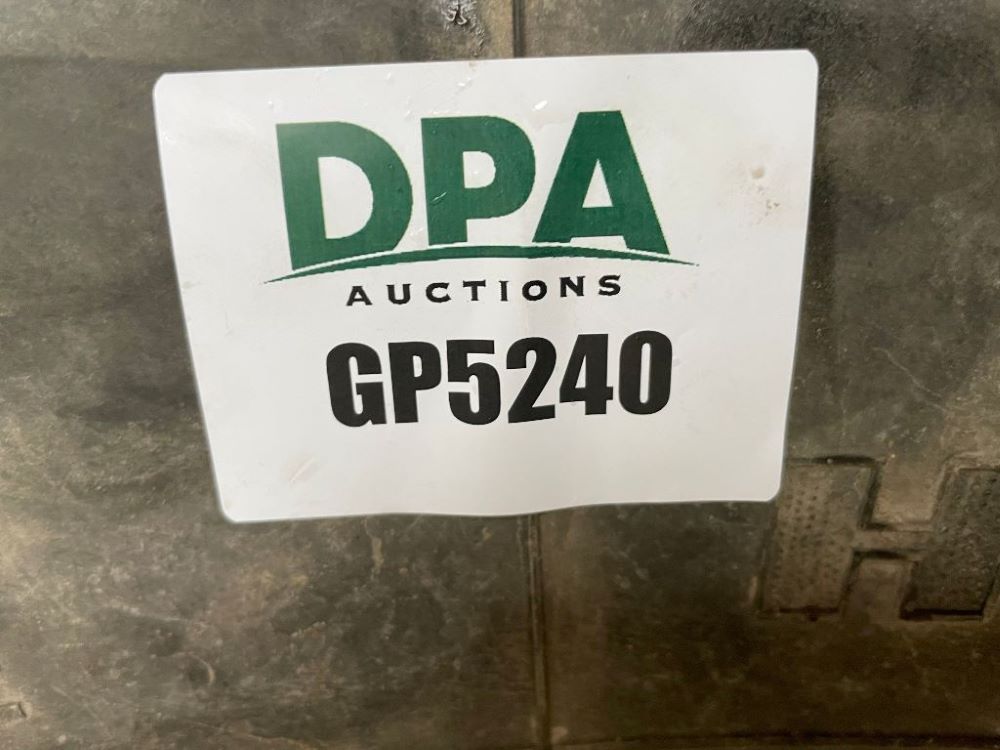 DPA
AUCTIONS
GP5240
H